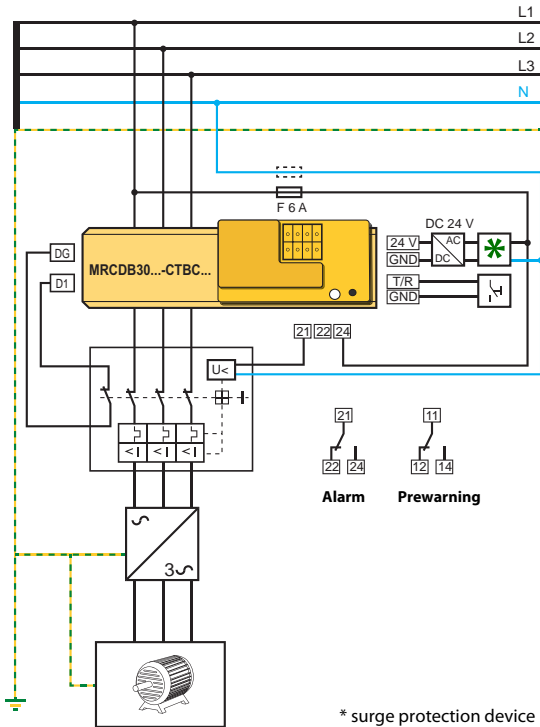 L1
L2
L3
N
F 6 A
DC 24 V
DG
D1
MRCDB30...-CTBC...
24 V
GND
AC
DC
T/R
GND
21 22 24
U<
< I < I < I
21
22 24
Alarm
11
12 14
Prewarning
3
* surge protection device